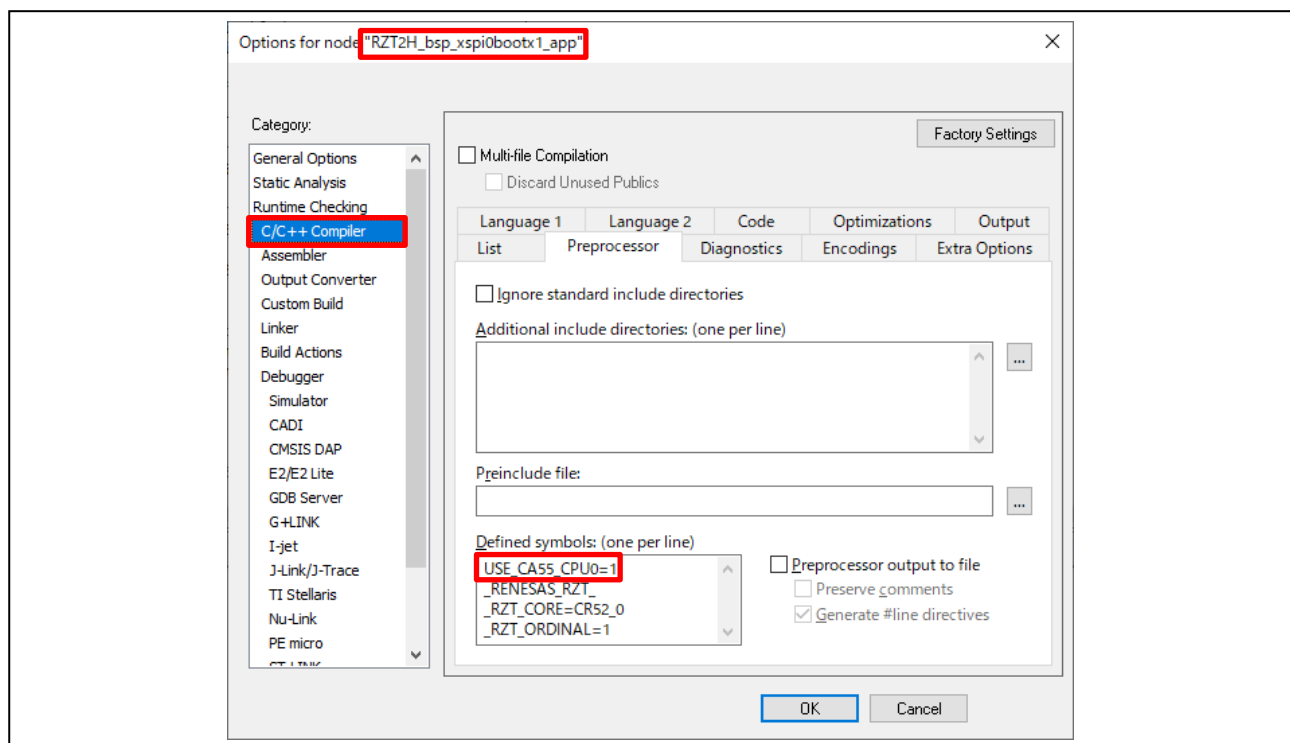 Options for node "RZT2H_bsp_xspi0bootx1_app"
Category:
General Options
Static Analysis
Runtime Checking
C/C++ Compiler
Assembler
Output Converter
Custom Build
Linker
Build Actions
Debugger
Simulator
CADI
CMSIS DAP
E2/E2 Lite
GDB Server
G+LINK
I-jet
J-Link/J-Trace
TI Stellaris
Nu-Link
PE micro
ST-LINK
Factory Settings
Multi-file Compilation
Discard Unused Publics
Language 1 Language 2 Code Optimizations Output
List Preprocessor Diagnostics Encodings Extra Options
Ignore standard include directories
Additional include directories: (one per line)
...
Preinclude file:
...
Defined symbols: (one per line)
USE_CA55_CPU0=1
_RENESAS_RZT_
_RZT_CORE=CR52_0
_RZT_ORDINAL=1
Preprocessor output to file
Preserve comments
Generate #line directives
OK Cancel